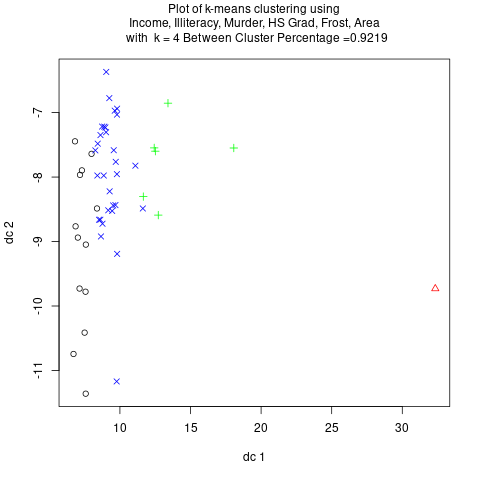 Plot of k-means clustering using
Income, Illiteracy, Murder, HS Grad, Frost, Area
with  k = 4 Between Cluster Percentage =0.9219
-7
-8
-9
-10
-11
dc 2
10
15
20
25
30
dc 1